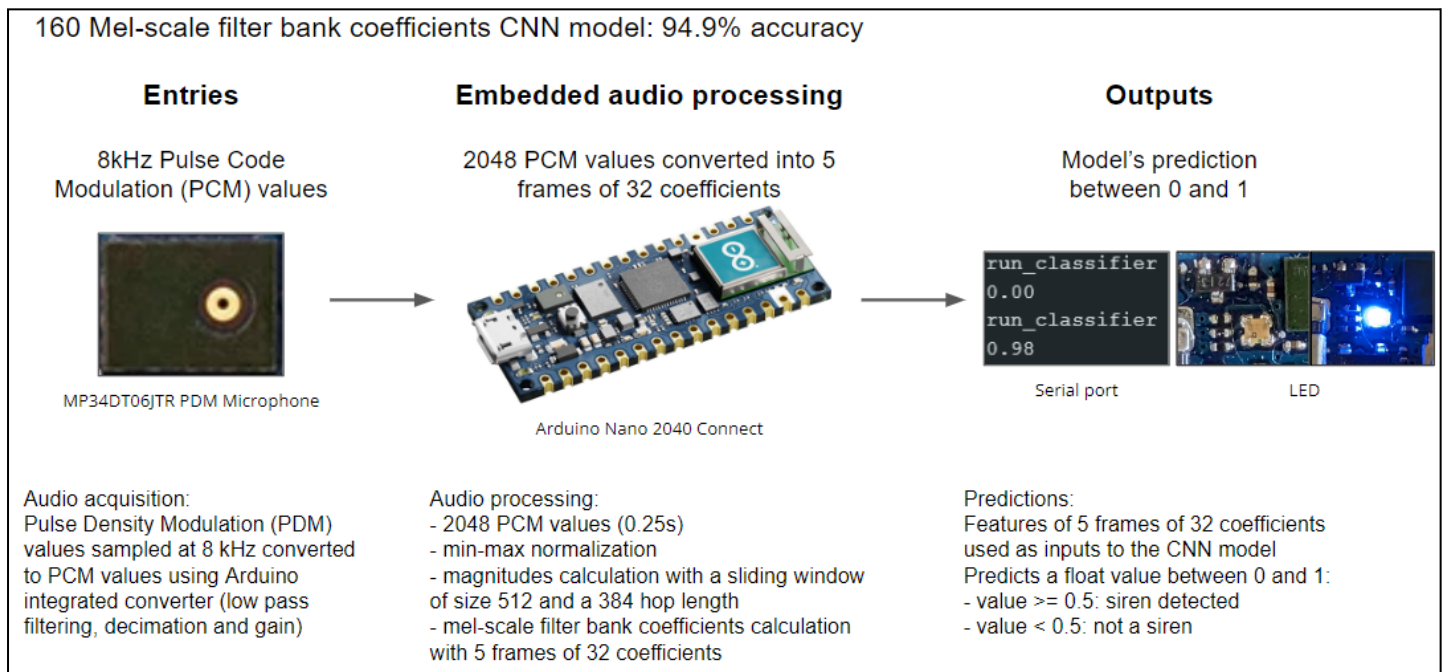 160 Mel-scale filter bank coefficients CNN model: 94.9% accuracy
Entries
8kHz Pulse Code
Modulation (PCM) values
MP34DT06JTR PDM Microphone
Audio acquisition:
Pulse Density Modulation (PDM)
values sampled at 8 kHz converted
to PCM values using Arduino
integrated converter (low pass
filtering, decimation and gain)
Embedded audio processing
2048 PCM values converted into 5
frames of 32 coefficients
Arduino Nano 2040 Connect
Audio processing:
- 2048 PCM values (0.25s)
- min-max normalization
- magnitudes calculation with a sliding window
of size 512 and a 384 hop length
- mel-scale filter bank coefficients calculation
with 5 frames of 32 coefficients
Outputs
Model's prediction
between 0 and 1
run_classifier
0.00
run_classifier
0.98
Serial port
LED
Predictions:
Features of 5 frames of 32 coefficients
used as inputs to the CNN model
Predicts a float value between 0 and 1:
- value >= 0.5: siren detected
- value < 0.5: not a siren